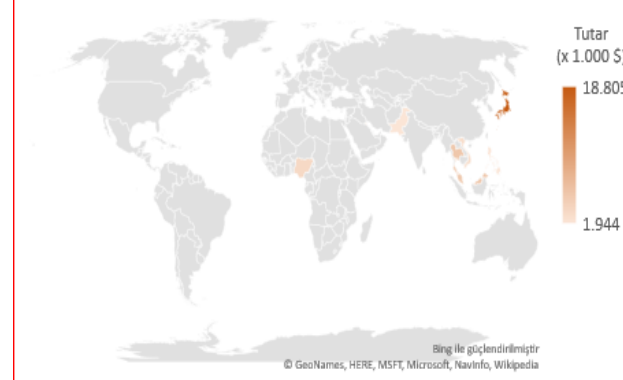 Tutar
(x 1.000 $)
18.805
1.944
Bing ile güçlendirilmiştir
© GeoNames, HERE, MSFT, Microsoft, NavInfo, Wikipedia